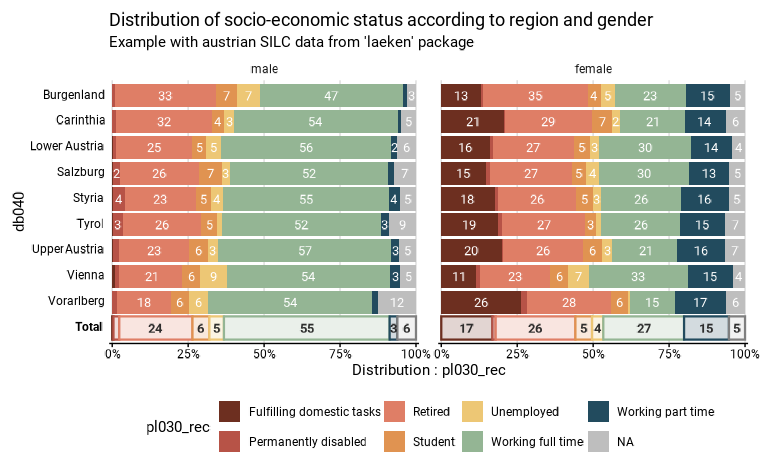 Distribution of socio-economic status according to region and gender
Example with austrian SILC data from 'laeken' package
male female
Burgenland 33 7 7 47 3 13 35 4 5 23 15 5
Carinthia 32 4 3 54 5 21 29 7 2 21 14 6
Lower Austria 25 5 5 56 2 6 16 27 5 3 30 14 4
Salzburg 2 26 7 3 52 8 15 27 5 4 30 13 5
Styria 4 23 5 4 55 4 5 18 26 5 3 26 16 5
Tyrol 3 26 5 52 3 9 19 27 3 26 15 7
Upper Austria 23 6 3 57 3 5 20 26 6 3 21 16 7
Vienna 21 6 9 54 3 5 11 23 6 7 33 15 4
Vorarlberg 18 6 6 54 12 26 28 6 15 17 6
Total 24 6 5 55 3 6 17 26 5 4 27 15 5
0% 25% 50% 75% 100% 0% 25% 50% 75% 100%
db040
Distribution : pl030_rec
pl030_rec
Fulfilling domestic tasks Retired Unemployed Working part time
Permanently disabled Student Working full time NA